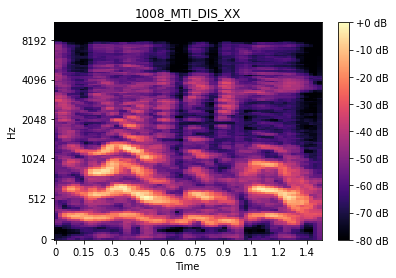 1008_MTI_DIS_XX
+0 dB
8192
-10 dB
4096
-20 dB
-30 dB
2048
-40 dB
Hz
1024
-50 dB
512
-60 dB
-70 dB
0
-80 dB
0 0.15 0.3 0.45 0.6 0.75 0.9 1.1 1.2 1.4
Time